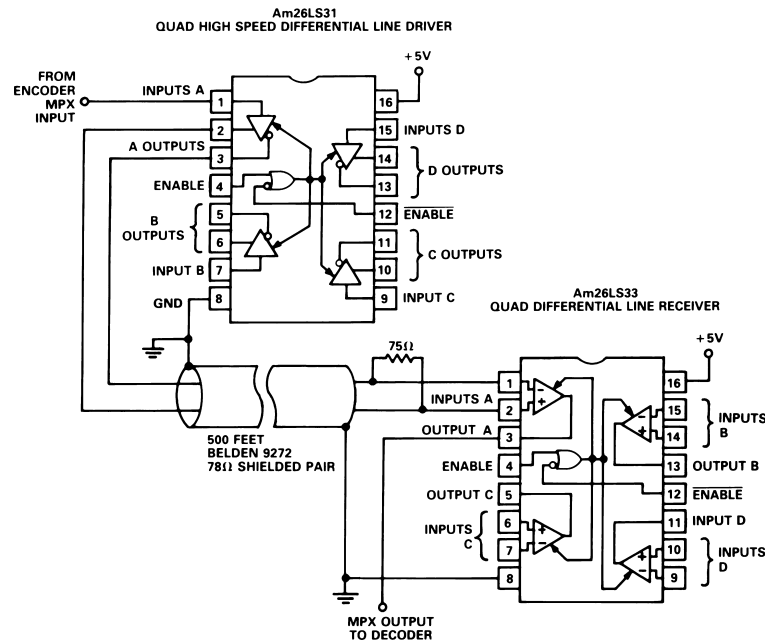 Am26LS31
QUAD HIGH SPEED DIFFERENTIAL LINE DRIVER
+5V
FROM
ENCODER
MPX
INPUT
INPUTS A
1
2
A OUTPUTS
3
ENABLE
4
B
OUTPUTS
5
6
INPUT B
7
GND
8
16
15
INPUTS D
14
13
D OUTPUTS
12
ENABLE
11
10
C OUTPUTS
9
INPUT C
Am26LS33
QUAD DIFFERENTIAL LINE RECEIVER
+5V
75Ω
500 FEET
BELDEN 9272
78Ω SHIELDED PAIR
1
INPUTS A
2
OUTPUT A
3
ENABLE
4
OUTPUT C
5
INPUTS
C
6
7
8
16
15
14
INPUTS
B
13
OUTPUT B
12
ENABLE
11
INPUT D
10
9
INPUTS
D
- +
- +
+ -
+ -
MPX OUTPUT
TO DECODER